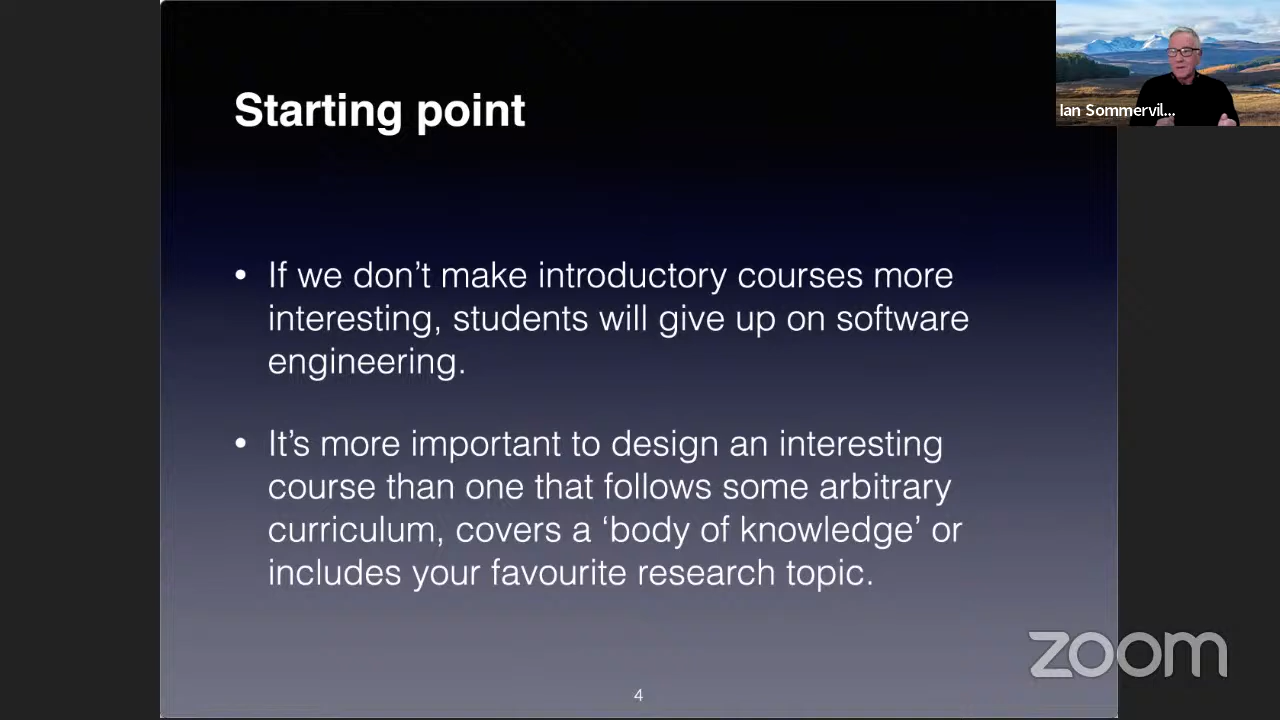 Starting point
Ian Sommervil...
• If we don’t make introductory courses more
interesting, students will give up on software
engineering.
• It’s more important to design an interesting
course than one that follows some arbitrary
curriculum, covers a ‘body of knowledge’ or
includes your favourite research topic.
zoom
4